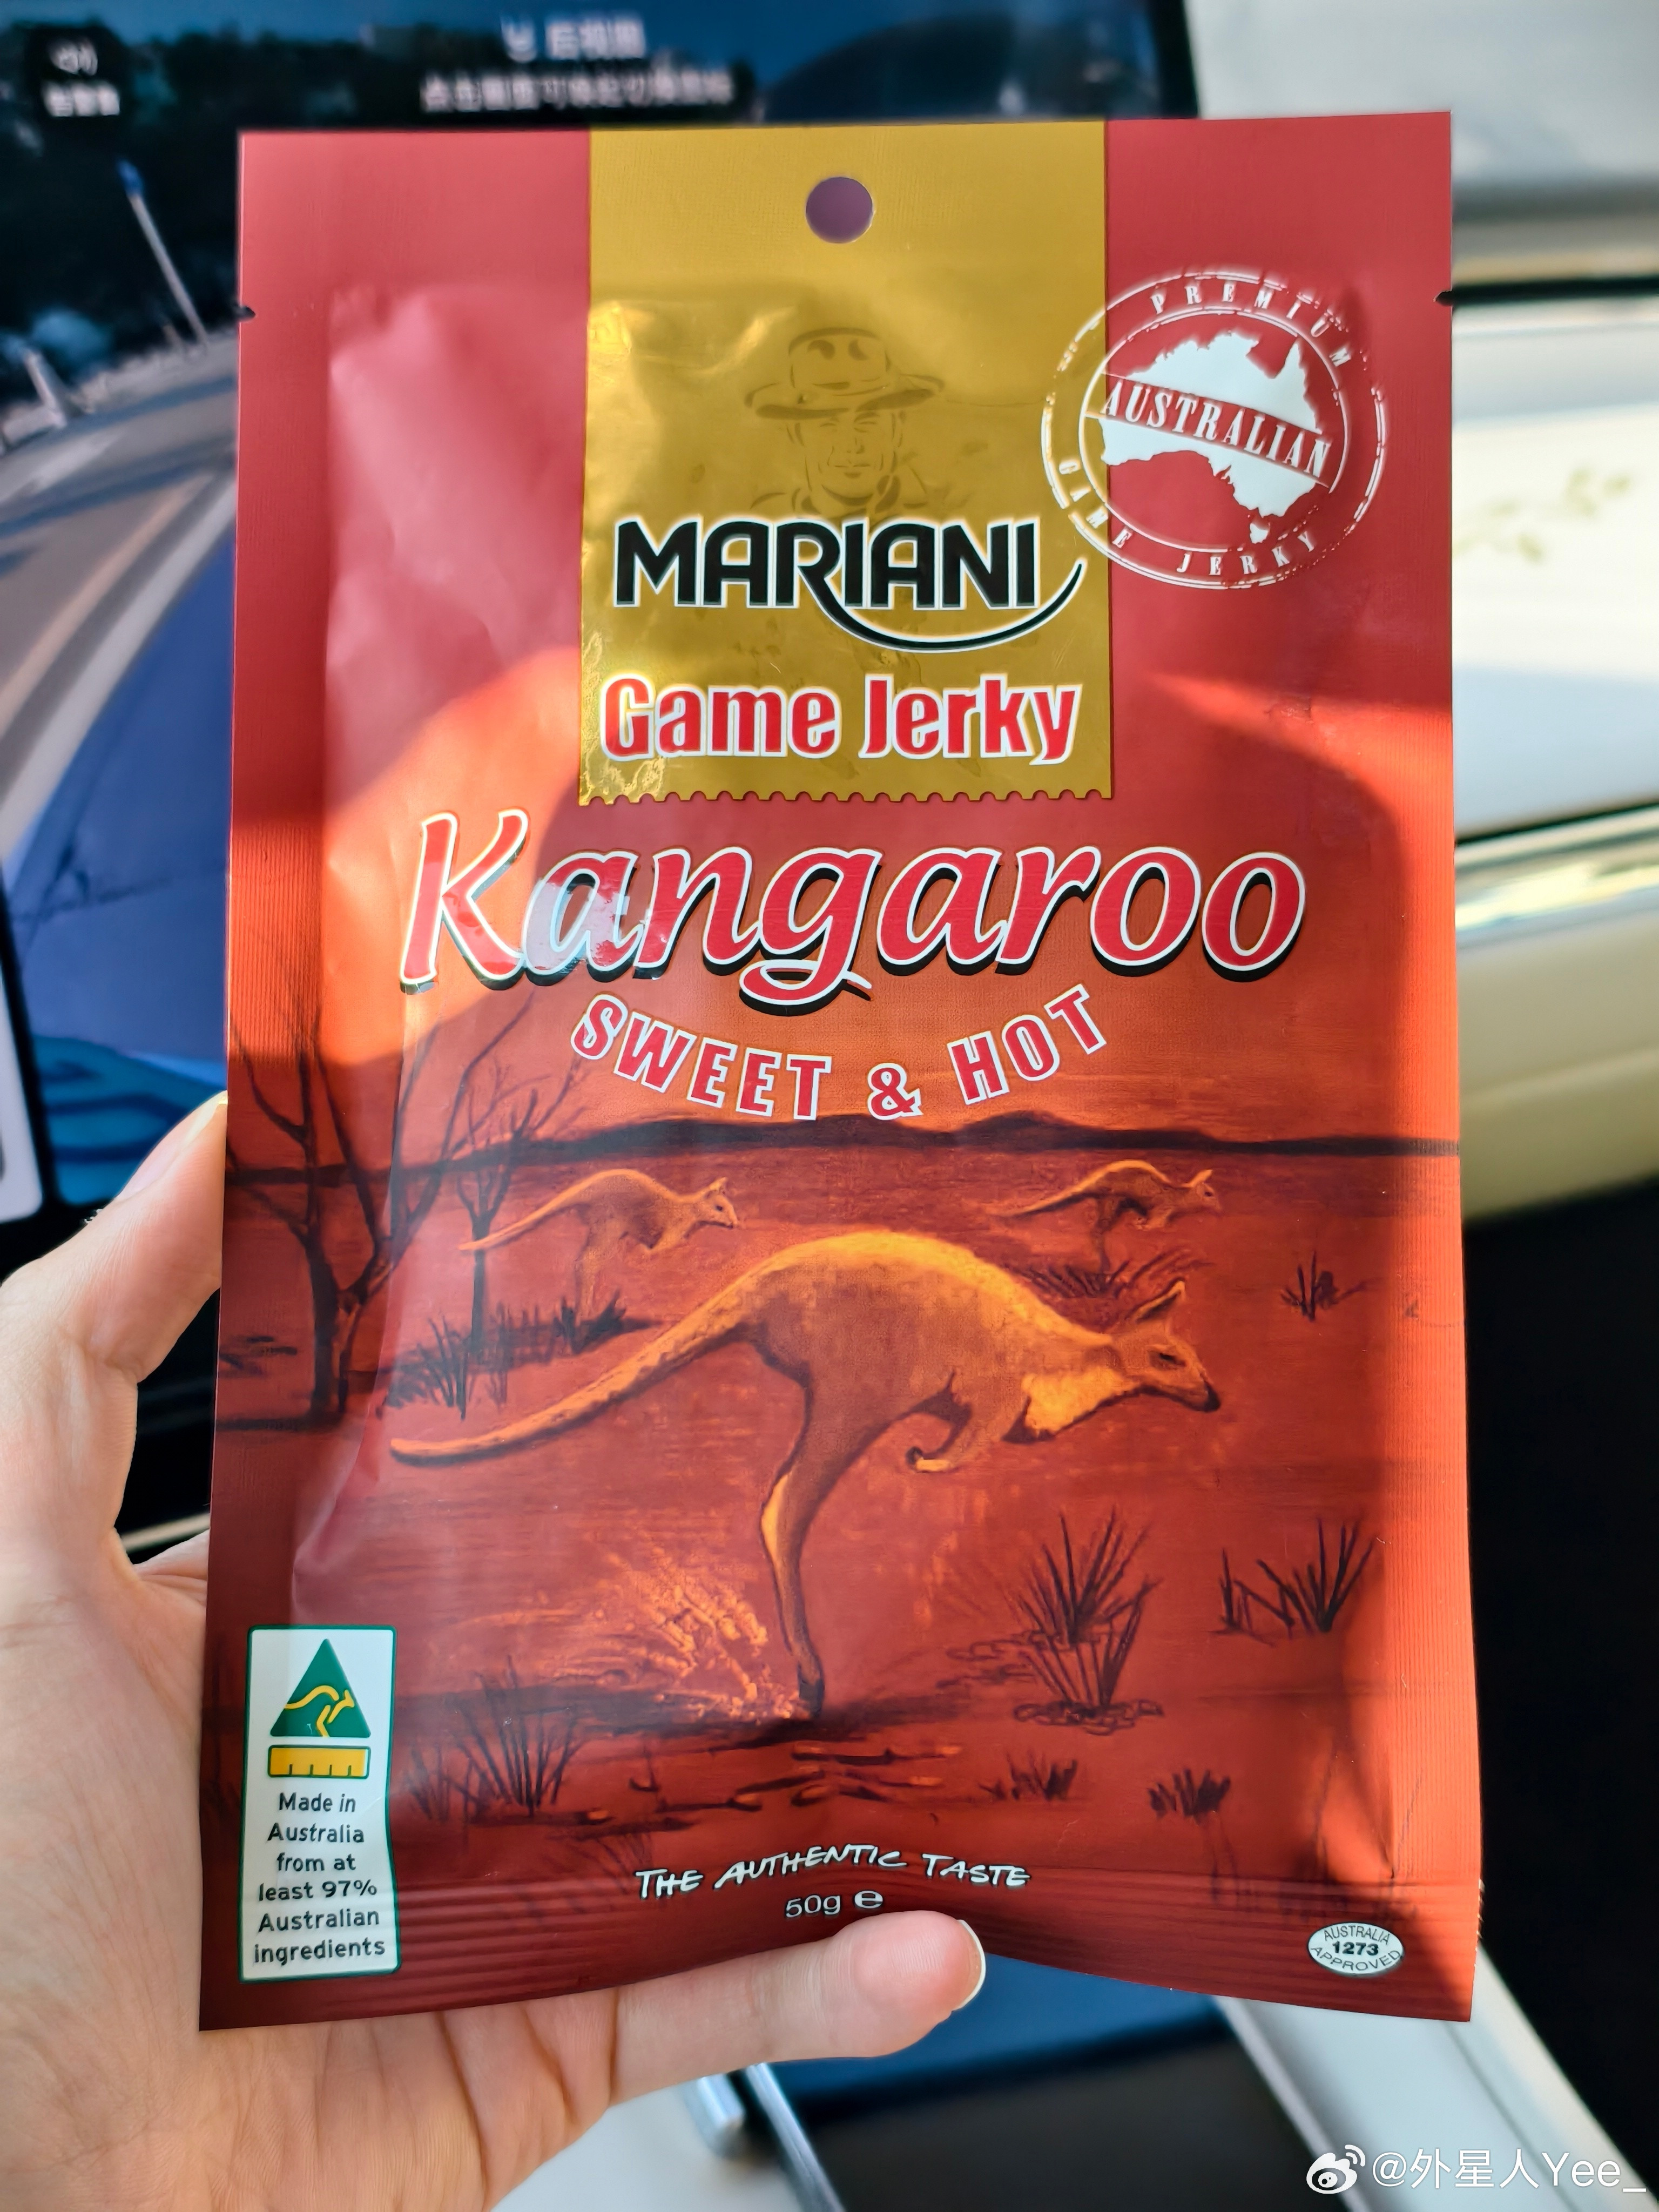 PREMIUM
AUSTRALIAN
GAME JERKY
MARIANI
Game Jerky
Kangaroo
SWEET & HOT
Made in
Australia
from at
least 97%
Australian
ingredients
THE AUTHENTIC TASTE
50g ℮
AUSTRALIA
1273
APPROVED
@外星人Yee_